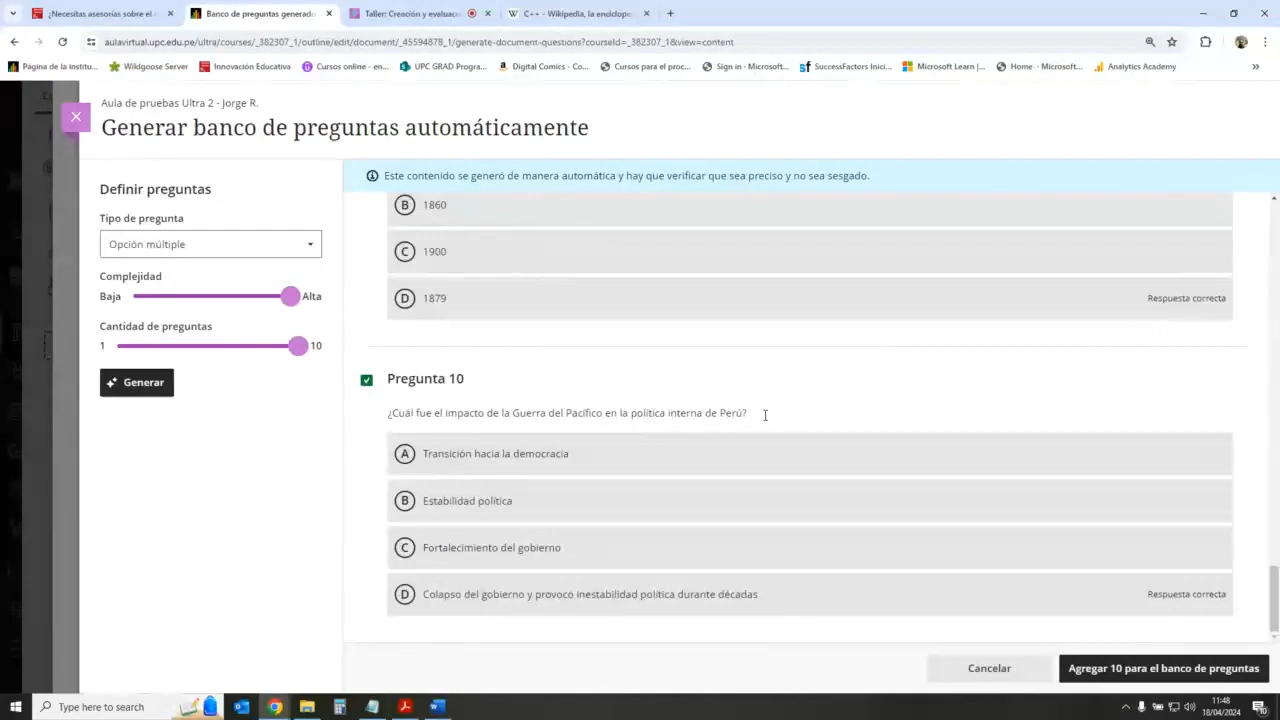 ¿Necesitas asesorías sobre el
Banco de preguntas generado
Taller: Creación y evaluaci
C++ - Wikipedia, la enciclope
aulavirtual.upc.edu.pe/ultra/courses/_382307_1/outline/edit/document/_45594878_1/generate-document-questions?courseId=_382307_1&view=content
Página de la Institu...
Wildgoose Server
Innovación Educativa
Cursos online - en...
UPC GRAD Progra...
Digital Comics - Co...
Cursos para el proc...
Sign in - Microsoft...
SuccessFactors Inici...
Microsoft Learn |...
Home - Microsoft...
Analytics Academy
Aula de pruebas Ultra 2 - Jorge R.
Generar banco de preguntas automáticamente
Definir preguntas
Tipo de pregunta
Opción múltiple
Complejidad
Baja
Alta
Cantidad de preguntas
1
10
Generar
Este contenido se generó de manera automática y hay que verificar que sea preciso y no sea sesgado.
B 1860
C 1900
D 1879 Respuesta correcta
Pregunta 10
¿Cuál fue el impacto de la Guerra del Pacífico en la política interna de Perú?
A Transición hacia la democracia
B Estabilidad política
C Fortalecimiento del gobierno
D Colapso del gobierno y provocó inestabilidad política durante décadas Respuesta correcta
Cancelar
Agregar 10 para el banco de preguntas
Type here to search
11:48
18/04/2024